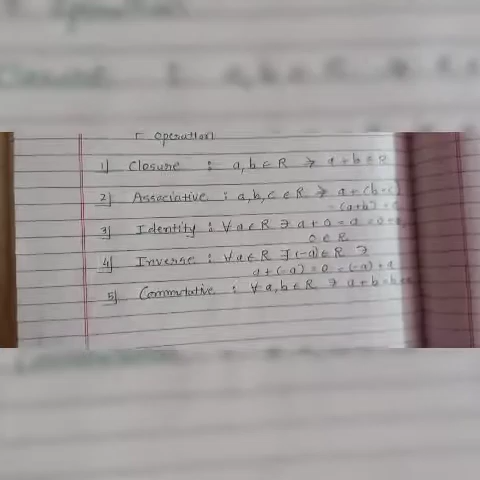 operation
1) Closure : a, b ∈ R ⇒ a + b ∈ R
2) Associative : a, b, c ∈ R ⇒ a + (b + c)
= (a+b) + c
3) Identity : ∀ a ∈ R ∃ a + 0 = a = 0 + a,
0 ∈ R
4) Inverse : ∀ a ∈ R ∃ (-a) ∈ R ∋
a + (-a) = 0 = (-a) + a
5) Commutative : ∀ a, b ∈ R ∋ a + b = b + a